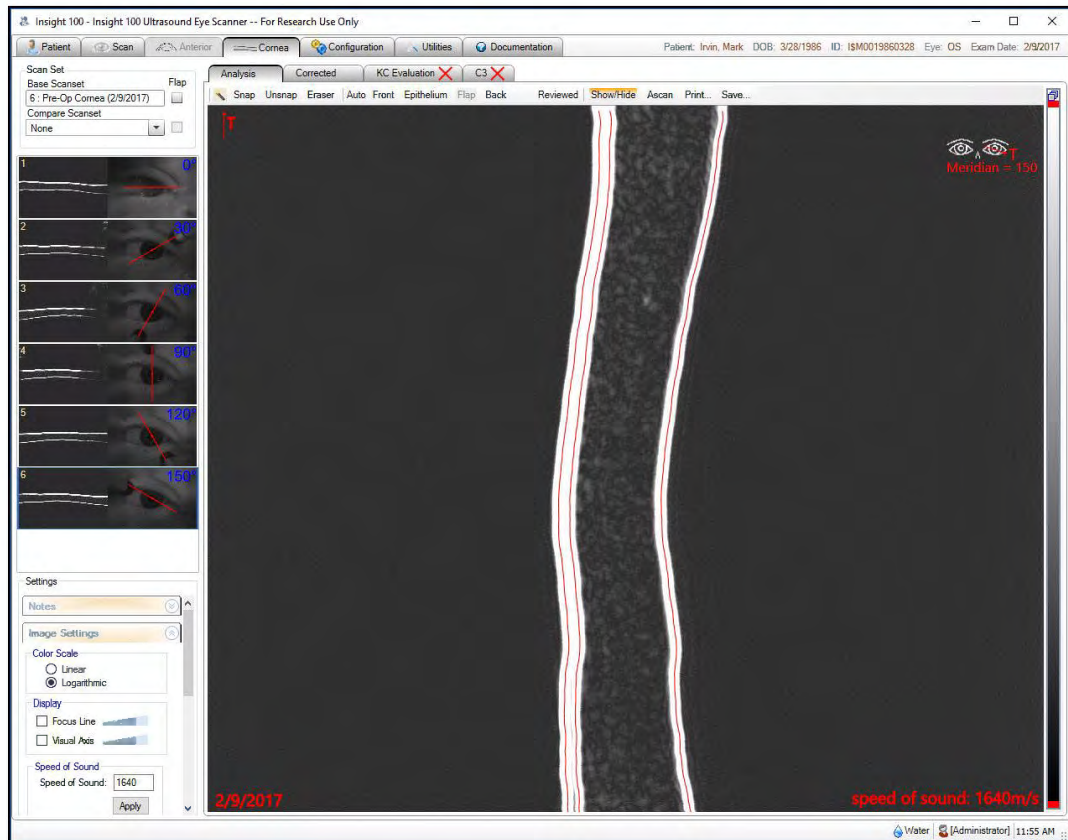 Insight 100 - Insight 100 Ultrasound Eye Scanner -- For Research Use Only
Patient Scan Anterior Cornea Configuration Utilities Documentation Patient: Irvin, Mark DOB: 3/28/1986 ID: I$M0019860328 Eye: OS Exam Date: 2/9/2017
Scan Set
Base Scanset Flap
6 : Pre-Op Cornea (2/9/2017)
Compare Scanset
None
Analysis Corrected KC Evaluation C3
Snap Unsnap Eraser Auto Front Epithelium Flap Back Reviewed Show/Hide Ascan Print... Save...
T
T
Meridian = 150
1 0°
2 30°
3 60°
4 90°
5 120°
6 150°
Settings
Notes
Image Settings
Color Scale
Linear
Logarithmic
Display
Focus Line
Visual Axis
Speed of Sound
Speed of Sound: 1640
Apply
2/9/2017 speed of sound: 1640m/s
Water [Administrator] 11:55 AM